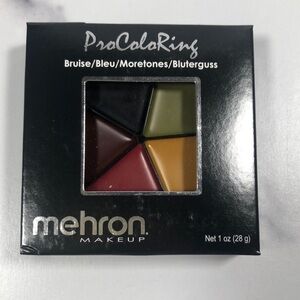 ProColoRing
Bruise/Bleu/Moretones/Bluterguss
mehron.
MAKEUP
Net 1 oz (28 g)